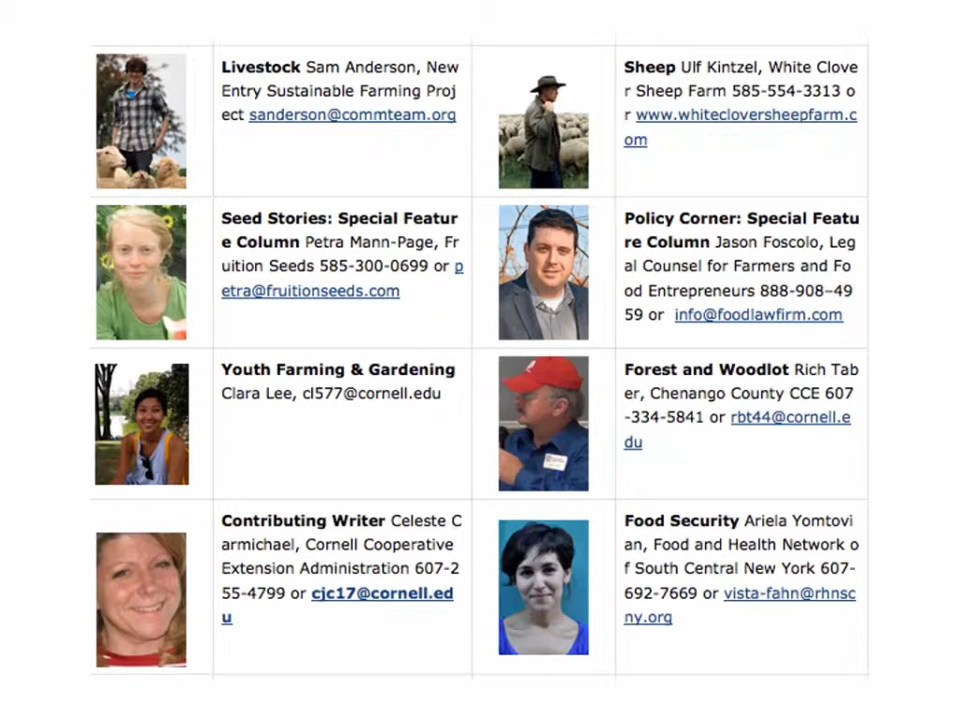 Livestock Sam Anderson, New
Entry Sustainable Farming Proj
ect sanderson@commteam.org
Sheep Ulf Kintzel, White Clove
r Sheep Farm 585-554-3313 o
r www.whitecloversheepfarm.c
om
Seed Stories: Special Featur
e Column Petra Mann-Page, Fr
uition Seeds 585-300-0699 or p
etra@fruitionseeds.com
Policy Corner: Special Featu
re Column Jason Foscolo, Leg
al Counsel for Farmers and Fo
od Entrepreneurs 888-908–49
59 or info@foodlawfirm.com
Youth Farming & Gardening
Clara Lee, cl577@cornell.edu
Forest and Woodlot Rich Tab
er, Chenango County CCE 607
-334-5841 or rbt44@cornell.e
du
Contributing Writer Celeste C
armichael, Cornell Cooperative
Extension Administration 607-2
55-4799 or cjc17@cornell.ed
u
Food Security Ariela Yomtovi
an, Food and Health Network o
f South Central New York 607-
692-7669 or vista-fahn@rhnsc
ny.org